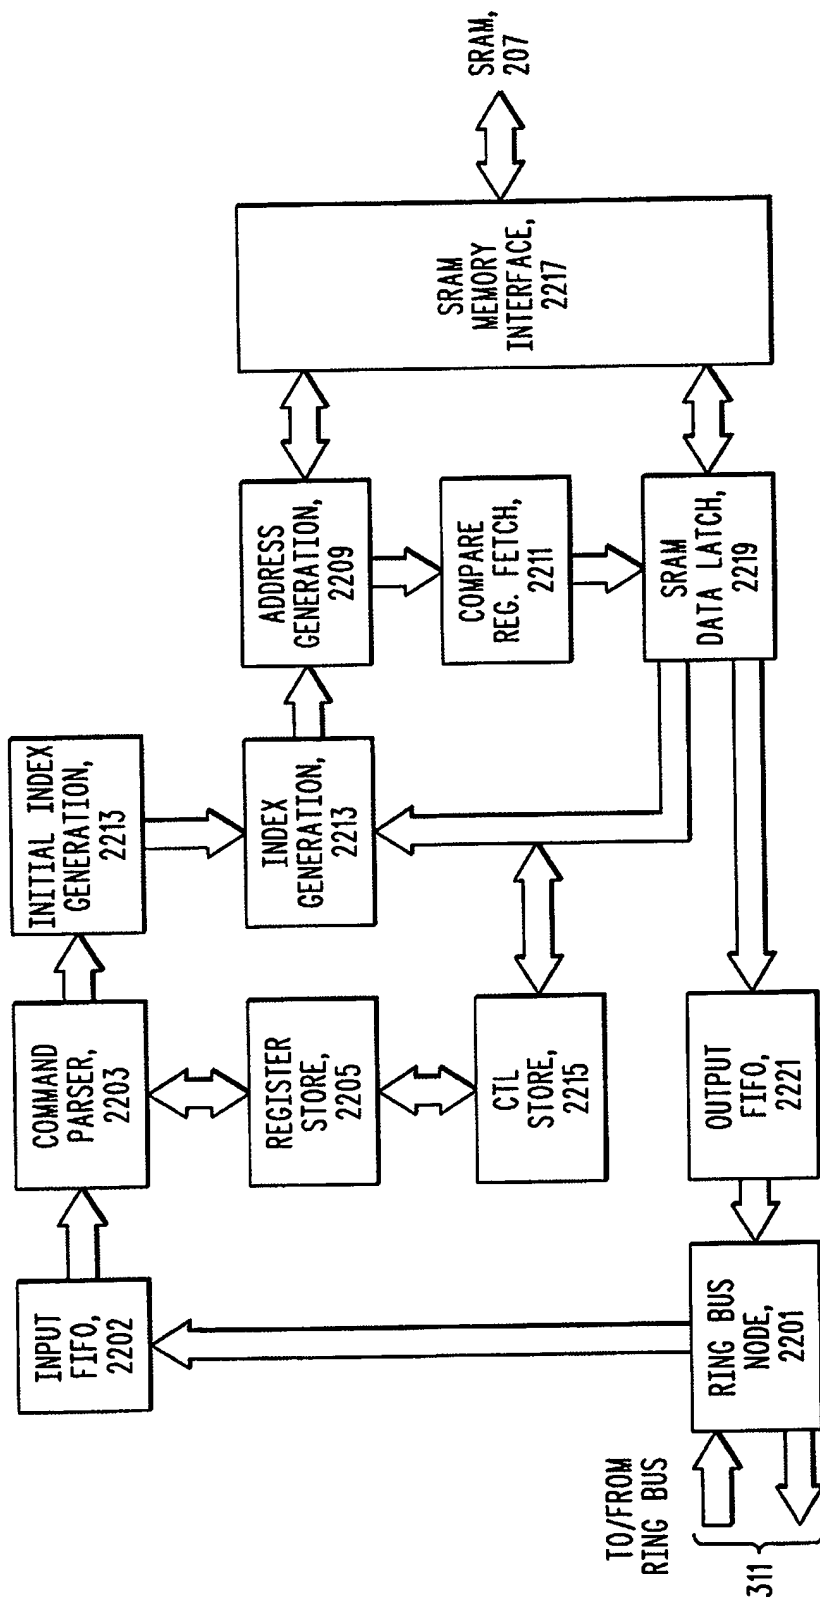 INPUT
FIFO,
2202
COMMAND
PARSER,
2203
INITIAL INDEX
GENERATION,
2213
REGISTER
STORE,
2205
INDEX
GENERATION,
2213
ADDRESS
GENERATION,
2209
SRAM
MEMORY
INTERFACE,
2217
SRAM,
207
CTL
STORE,
2215
COMPARE
REG. FETCH,
2211
TO/FROM
RING BUS
311
RING BUS
NODE,
2201
OUTPUT
FIFO,
2221
SRAM
DATA LATCH,
2219